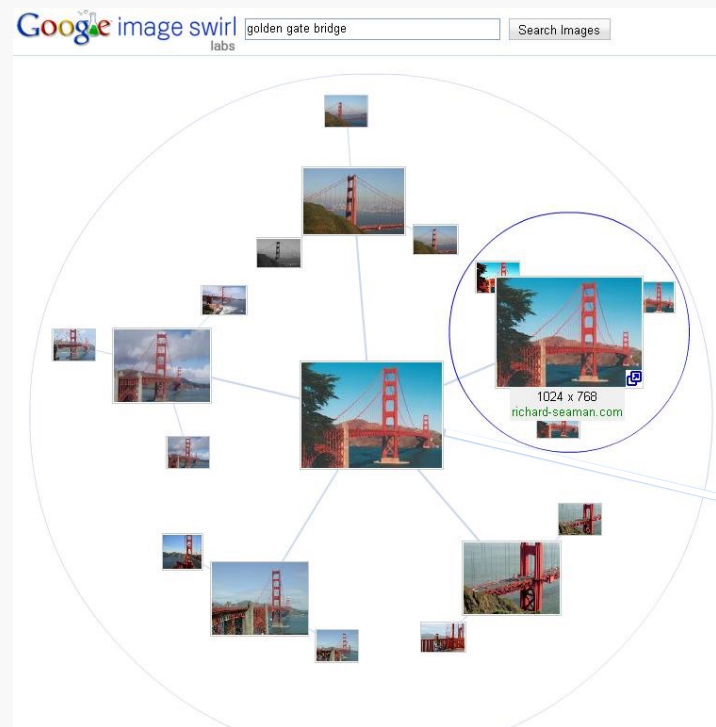 Google image swirl
labs
golden gate bridge
Search Images
1024 x 768
richard-seaman.com